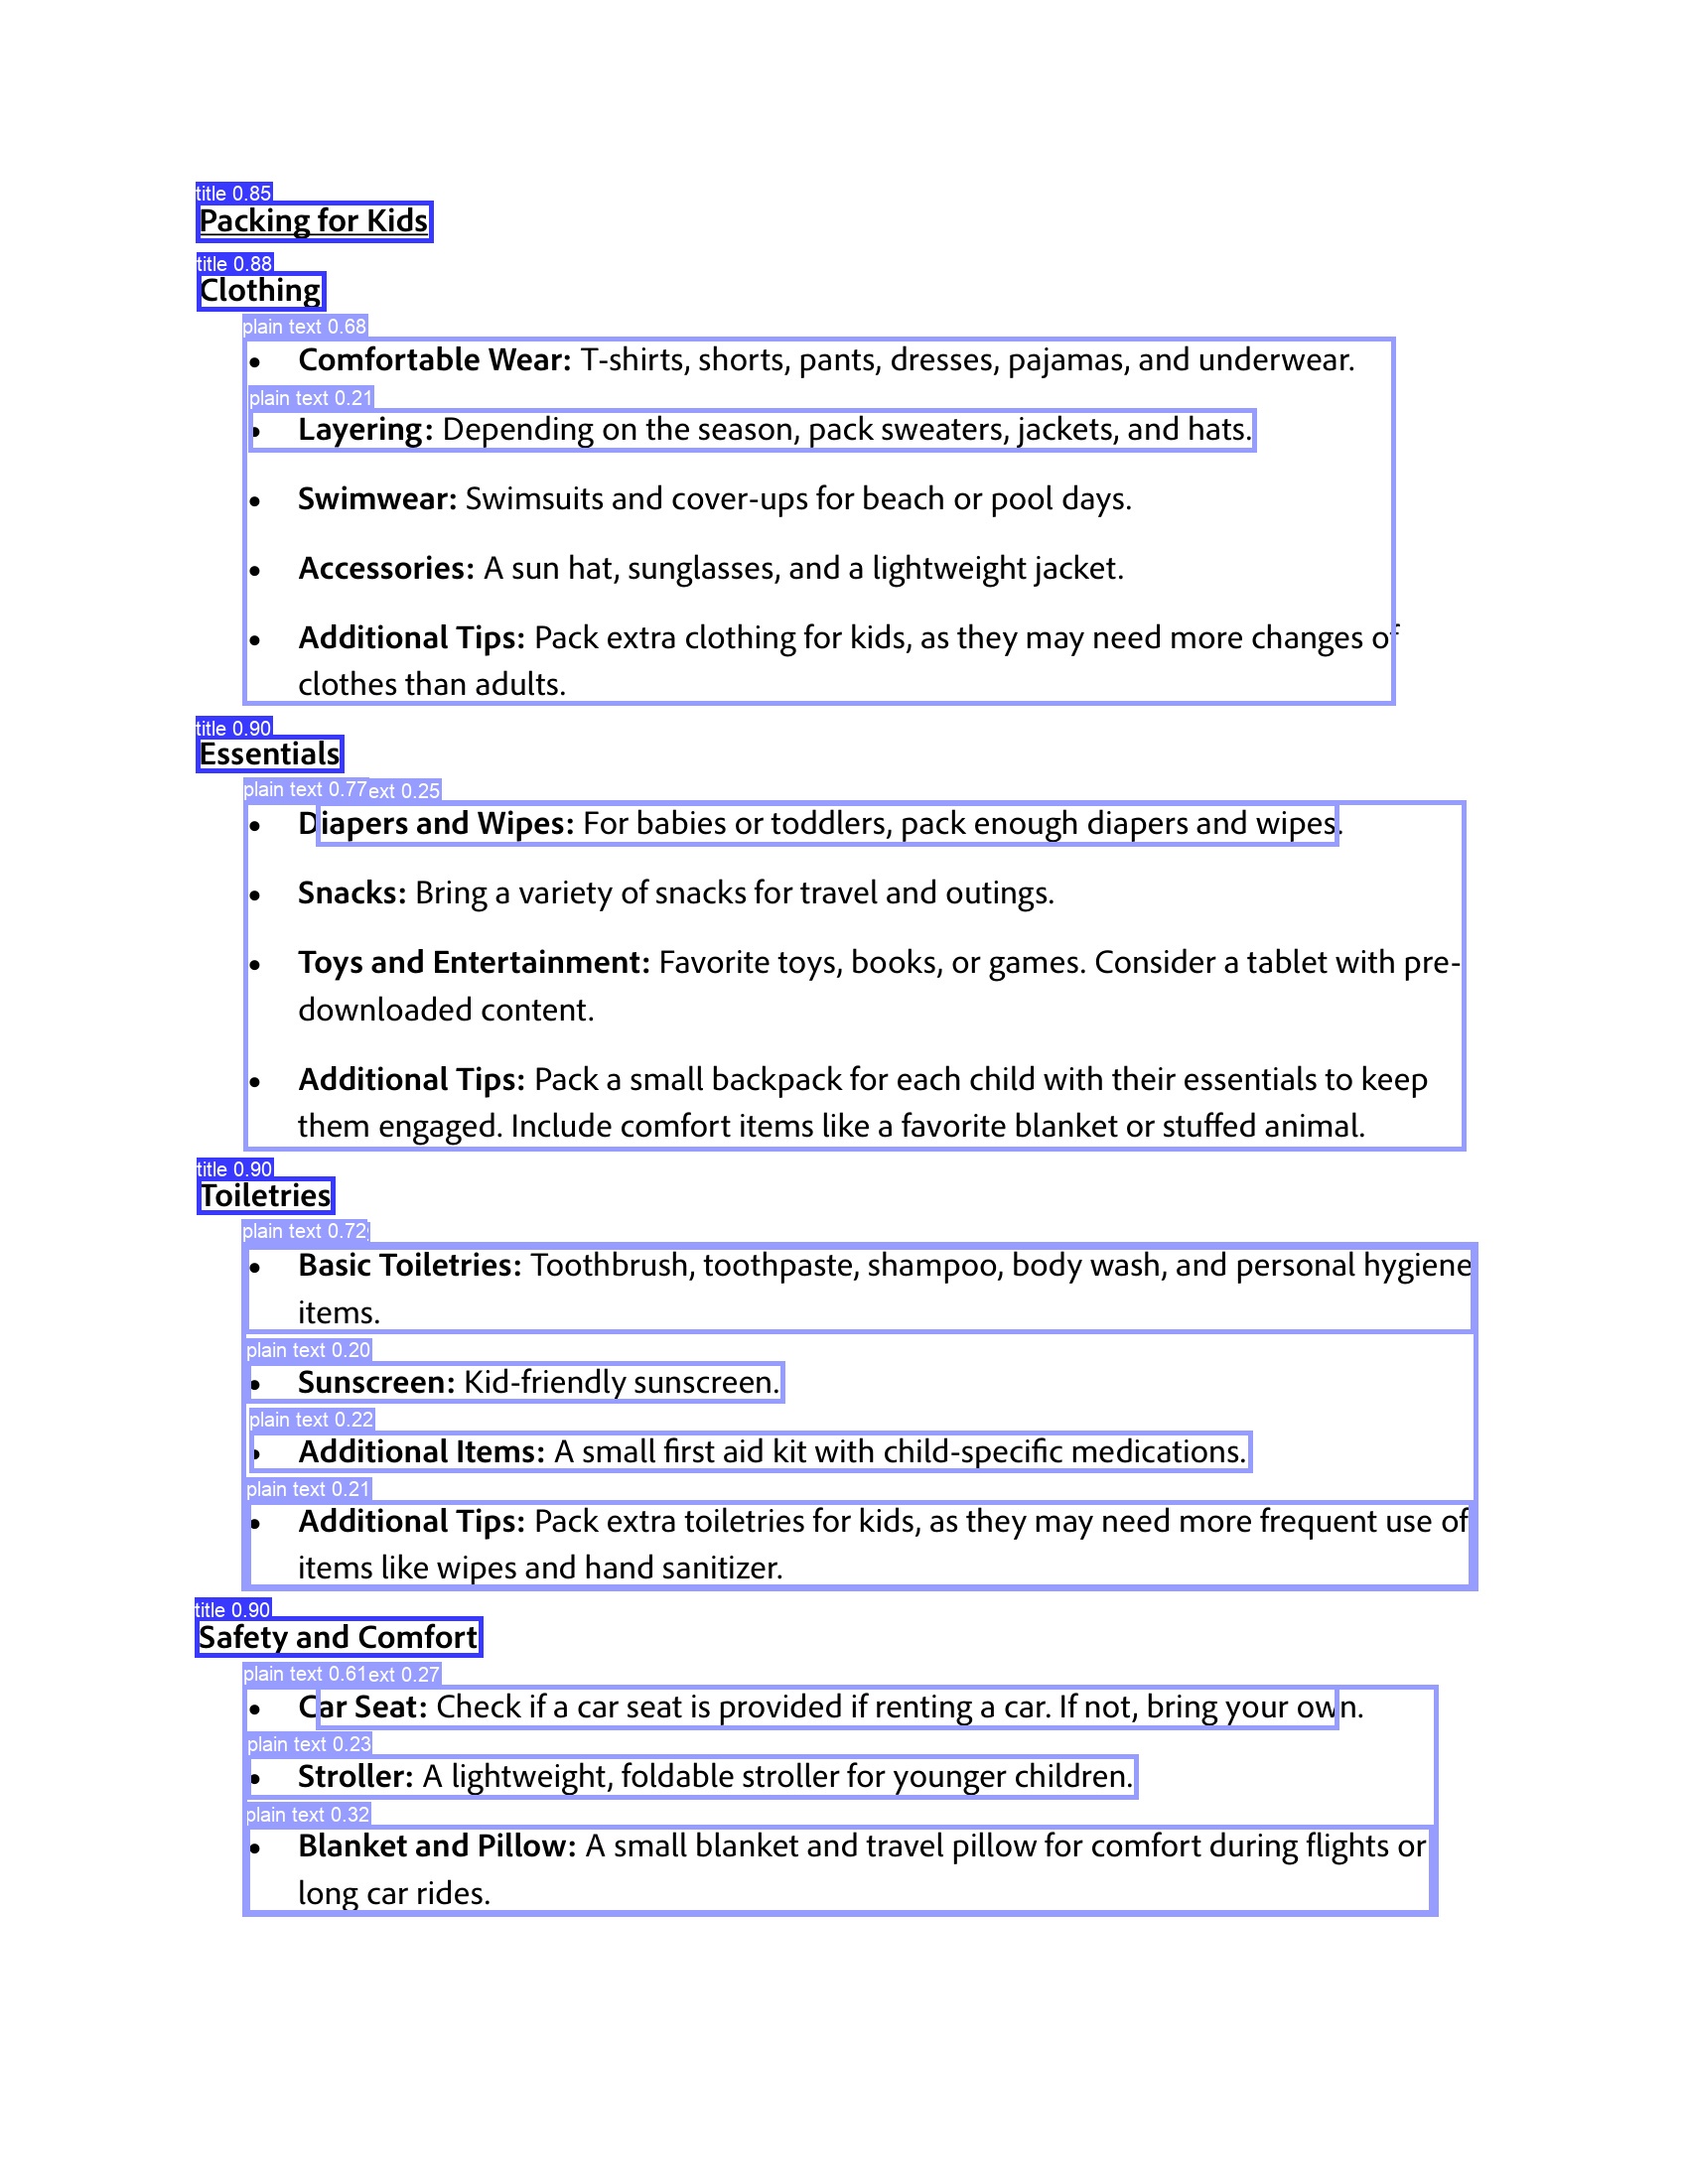 title 0.85
Packing for Kids
title 0.88
Clothing
plain text 0.68
• Comfortable Wear: T-shirts, shorts, pants, dresses, pajamas, and underwear.
plain text 0.21
• Layering: Depending on the season, pack sweaters, jackets, and hats.
• Swimwear: Swimsuits and cover-ups for beach or pool days.
• Accessories: A sun hat, sunglasses, and a lightweight jacket.
• Additional Tips: Pack extra clothing for kids, as they may need more changes of
clothes than adults.
title 0.90
Essentials
plain text 0.77ext 0.25
• Diapers and Wipes: For babies or toddlers, pack enough diapers and wipes.
• Snacks: Bring a variety of snacks for travel and outings.
• Toys and Entertainment: Favorite toys, books, or games. Consider a tablet with pre-
downloaded content.
• Additional Tips: Pack a small backpack for each child with their essentials to keep
them engaged. Include comfort items like a favorite blanket or stuffed animal.
title 0.90
Toiletries
plain text 0.72
• Basic Toiletries: Toothbrush, toothpaste, shampoo, body wash, and personal hygiene
items.
plain text 0.20
• Sunscreen: Kid-friendly sunscreen.
plain text 0.22
• Additional Items: A small first aid kit with child-specific medications.
plain text 0.21
• Additional Tips: Pack extra toiletries for kids, as they may need more frequent use of
items like wipes and hand sanitizer.
title 0.90
Safety and Comfort
plain text 0.61ext 0.27
• Car Seat: Check if a car seat is provided if renting a car. If not, bring your own.
plain text 0.23
• Stroller: A lightweight, foldable stroller for younger children.
plain text 0.32
• Blanket and Pillow: A small blanket and travel pillow for comfort during flights or
long car rides.